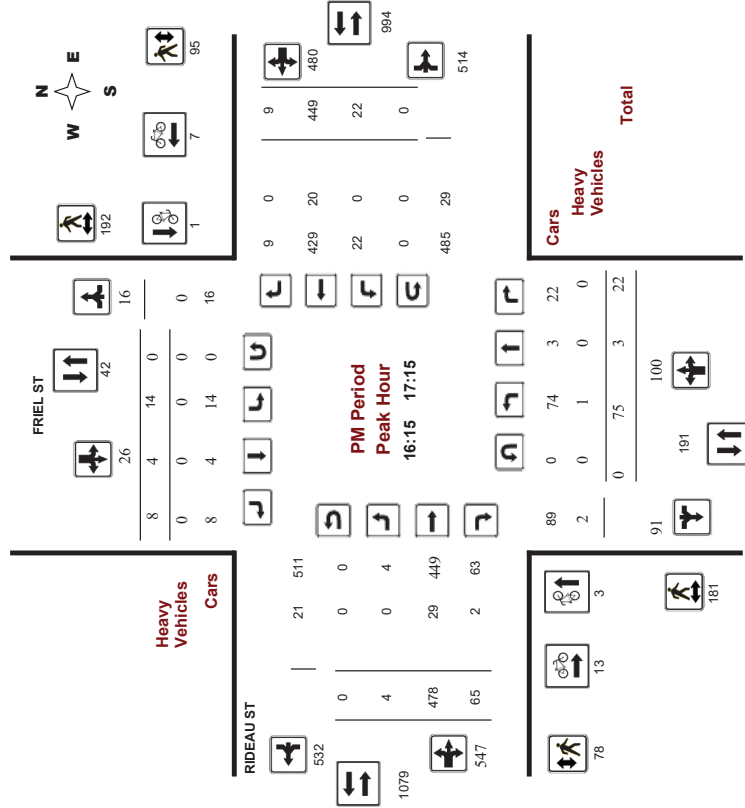 N
W E
S
95
7
192
1
FRIEL ST
16
42
26
0 14 4 8
0 0 0 0 0
16 0 14 4 8
Heavy
Vehicles
Cars
994
480
514
9 449 22 0
0 20 0 0 29
9 429 22 0 485
PM Period
Peak Hour
16:15 17:15
RIDEAU ST
511 0 4 449 63
21 0 0 29 2
0 4 478 65
532
1079
547
Cars
Heavy
Vehicles
Total
89 0 74 3 22
2 0 1 0 0
0 75 3 22
100
191
91
3
13
181
78